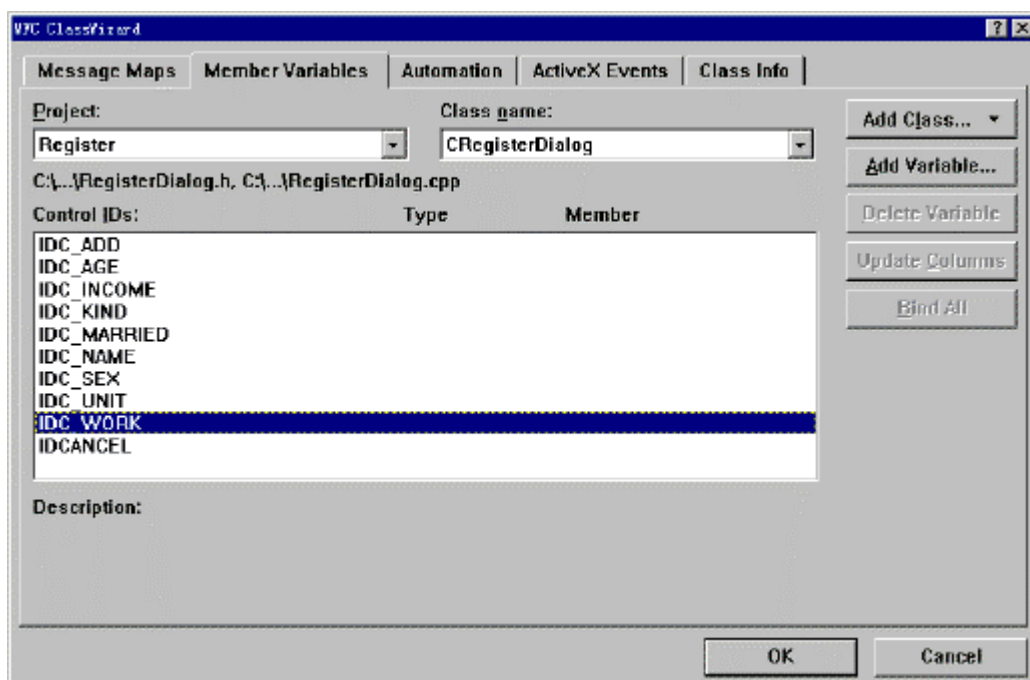 MFC ClassWizard
Message Maps Member Variables Automation ActiveX Events Class Info
Project: Class name:
Add Class...
Register CRegisterDialog
Add Variable...
C:\...\RegisterDialog.h, C:\...\RegisterDialog.cpp
Control IDs: Type Member
Delete Variable
IDC_ADD
IDC_AGE
Update Columns
IDC_INCOME
IDC_KIND
Bind All
IDC_MARRIED
IDC_NAME
IDC_SEX
IDC_UNIT
IDC_WORK
IDCANCEL
Description:
OK Cancel